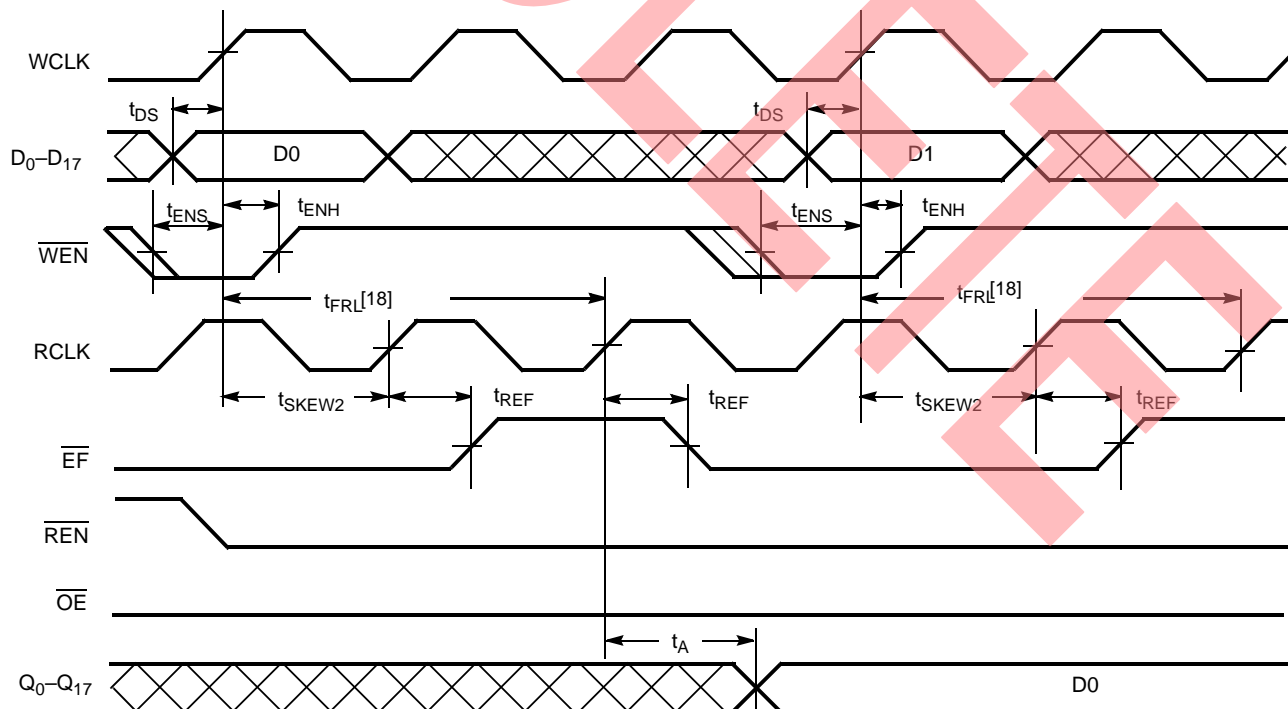 WCLK
tDS tDS
D0–D17 D0 D1
tENS tENH tENS tENH
WEN
tFRL[18] tFRL[18]
RCLK
tSKEW2 tREF tREF tSKEW2 tREF
EF
REN
OE
tA
Q0–Q17 D0